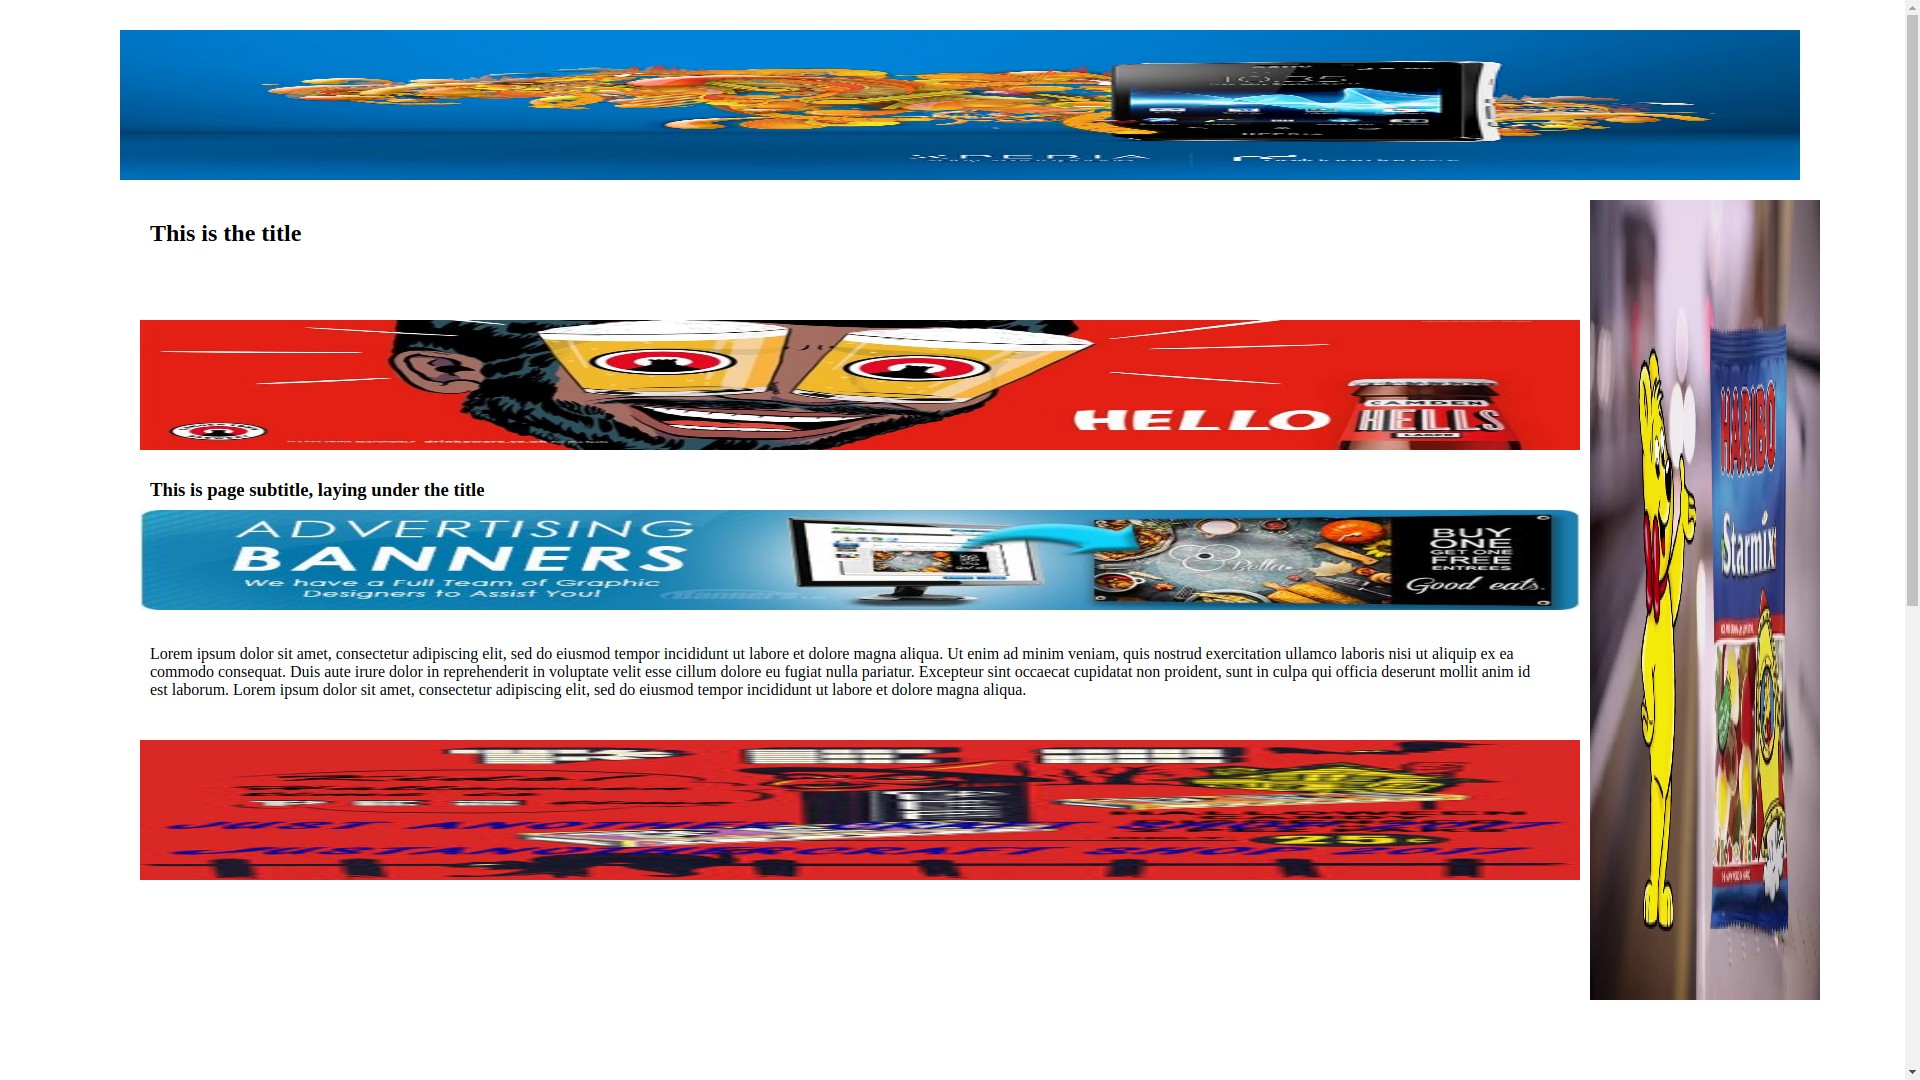 XPERIA
This is the title
HELLO
CAMDEN
HELLS
LAGER
This is page subtitle, laying under the title
ADVERTISING
BANNERS
We have a Full Team of Graphic
Designers to Assist You!
Bella
BUY
ONE
GET ONE
FREE
ENTREES
Good eats.
Lorem ipsum dolor sit amet, consectetur adipiscing elit, sed do eiusmod tempor incididunt ut labore et dolore magna aliqua. Ut enim ad minim veniam, quis nostrud exercitation ullamco laboris nisi ut aliquip ex ea
commodo consequat. Duis aute irure dolor in reprehenderit in voluptate velit esse cillum dolore eu fugiat nulla pariatur. Excepteur sint occaecat cupidatat non proident, sunt in culpa qui officia deserunt mollit anim id
est laborum. Lorem ipsum dolor sit amet, consectetur adipiscing elit, sed do eiusmod tempor incididunt ut labore et dolore magna aliqua.
HARIBO
Starmix